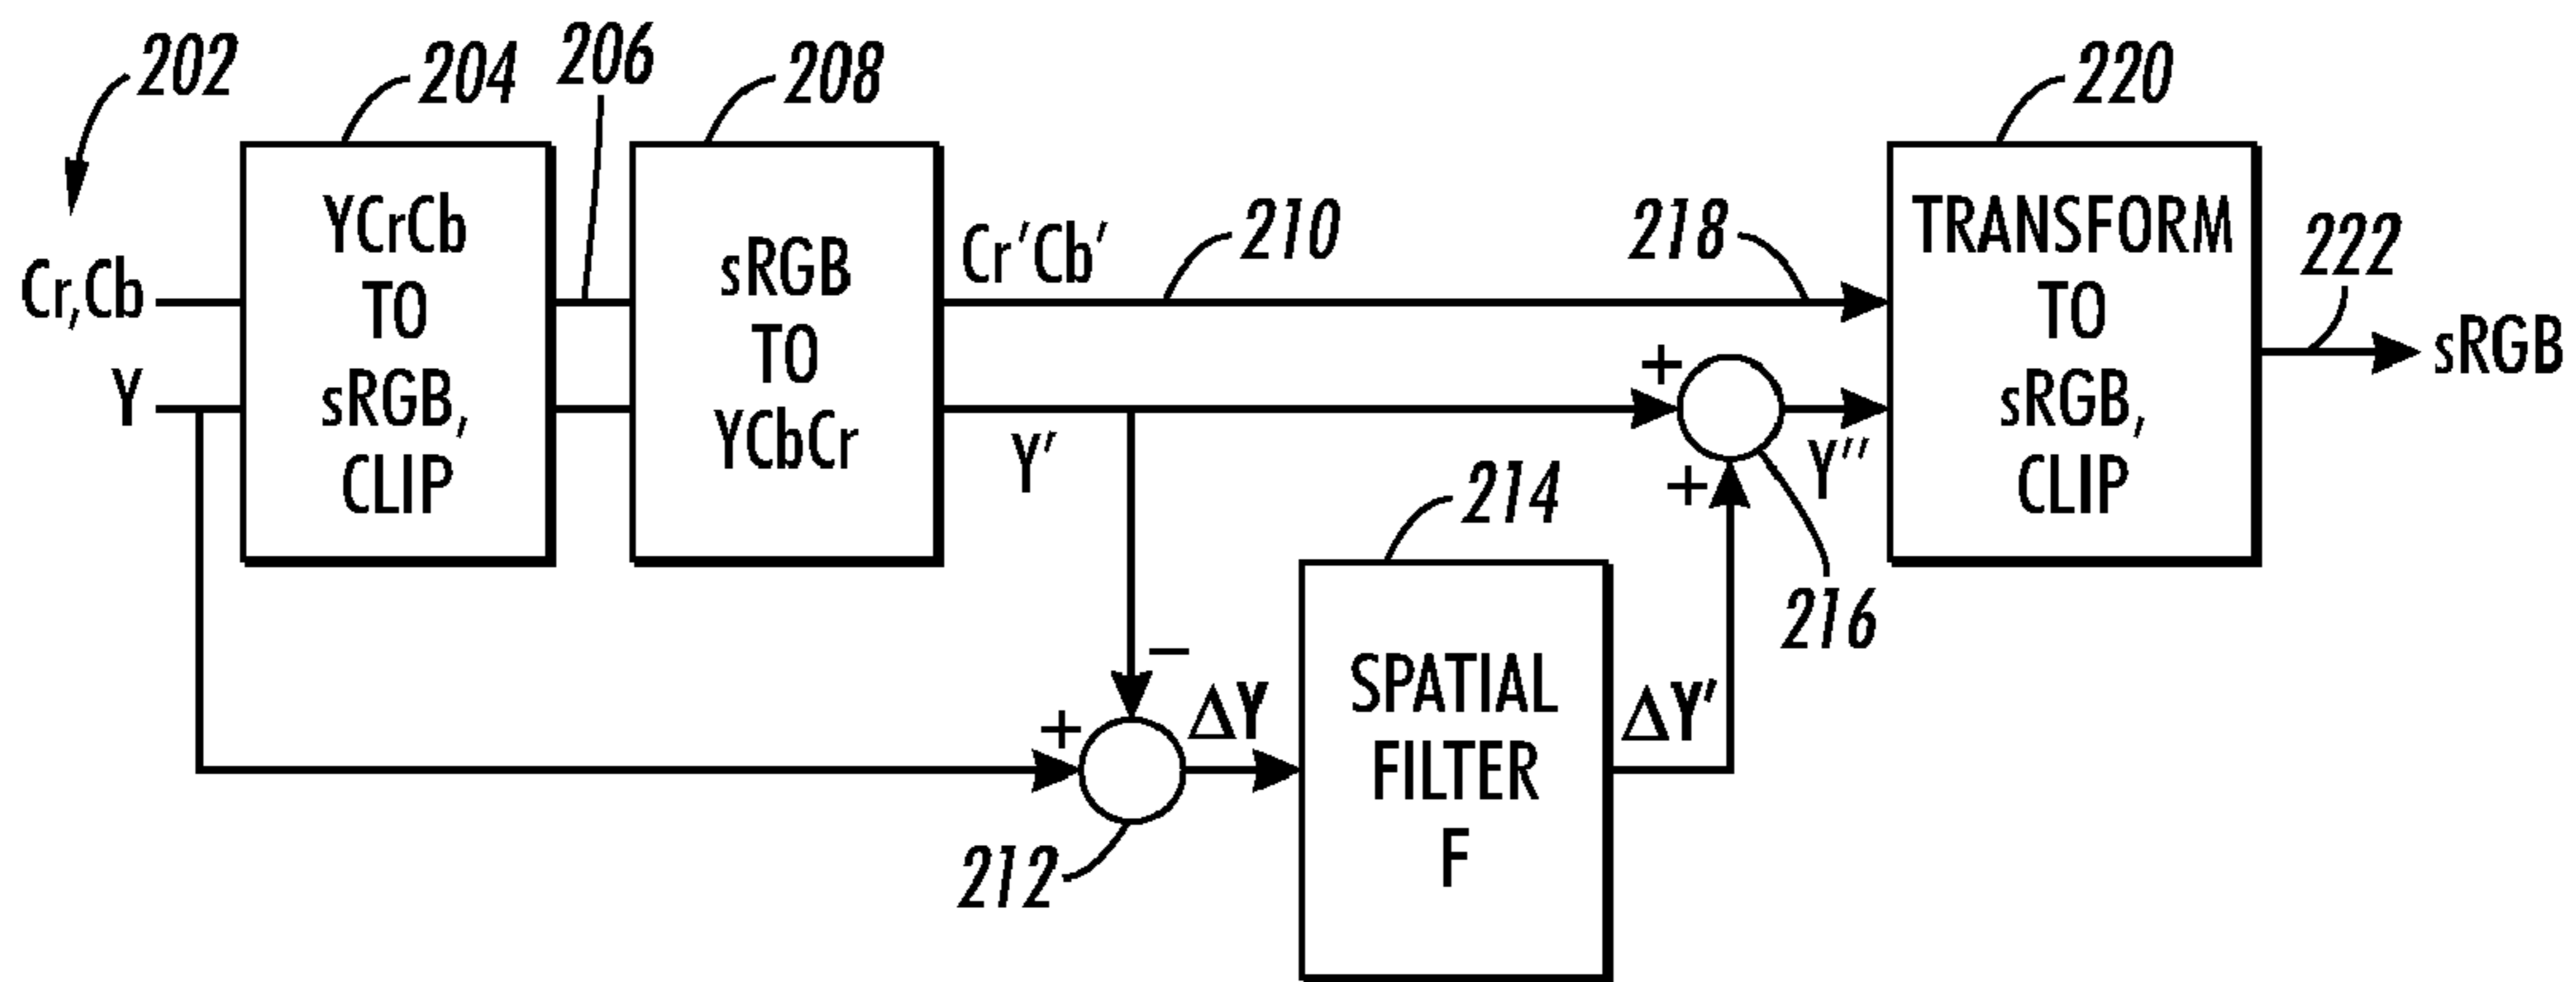 202
204
206
208
220
YCrCb
TO
sRGB,
CLIP
sRGB
TO
YCbCr
Cr,Cb
Y
Cr′Cb′
210
218
Y′
+
+
216
Y′′
TRANSFORM
TO
sRGB,
CLIP
222
sRGB
−
+
212
ΔY
214
SPATIAL
FILTER
F
ΔY′